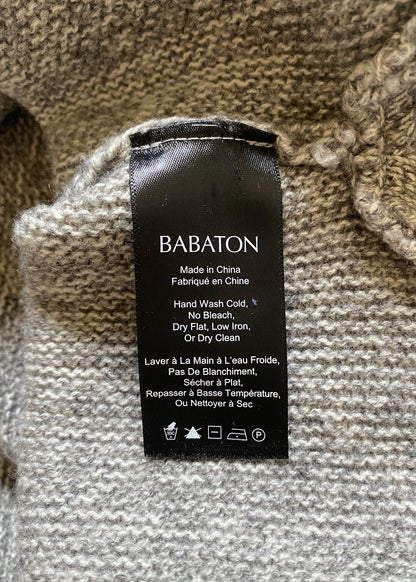 BABATON
Made in China
Fabriqué en Chine
Hand Wash Cold,
No Bleach,
Dry Flat, Low Iron,
Or Dry Clean
Laver à La Main à L'eau Froide,
Pas De Blanchiment,
Sécher à Plat,
Repasser à Basse Température,
Ou Nettoyer à Sec
P